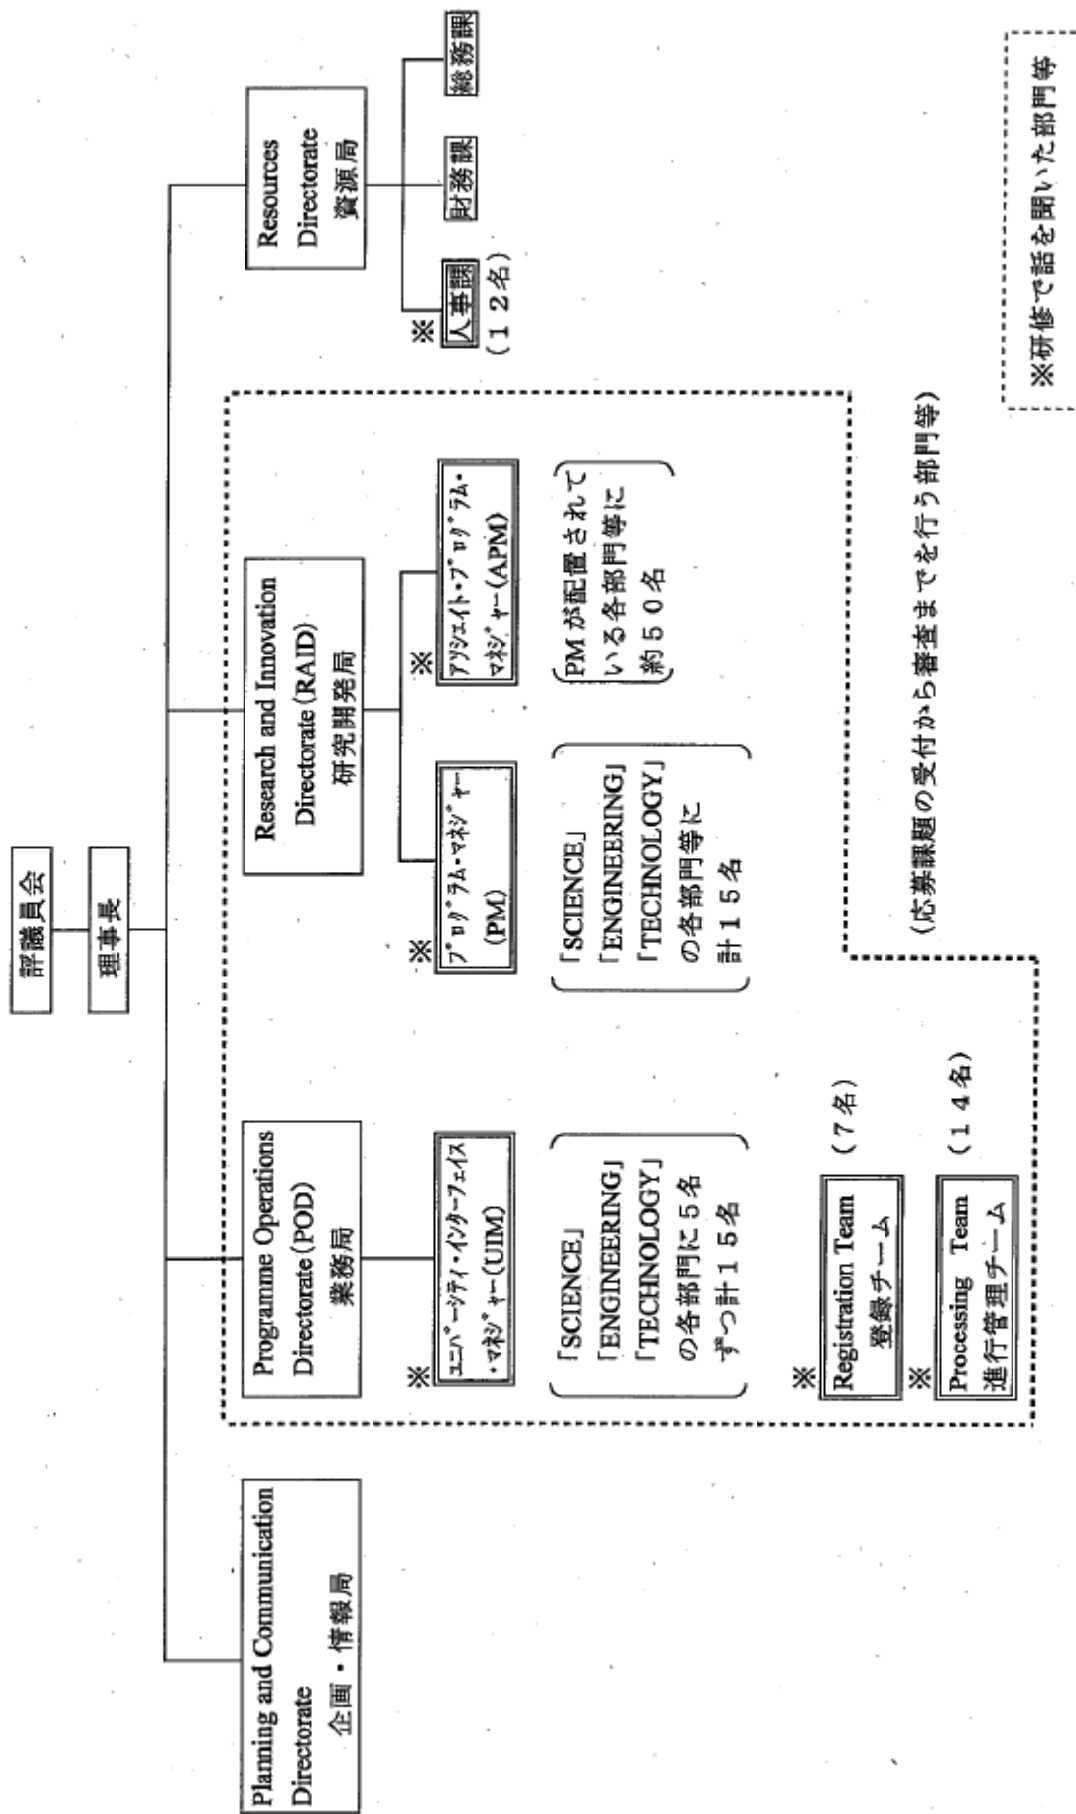 評議員会
理事長
Planning and Communication
Directorate
企画・情報局
Programme Operations
Directorate (POD)
業務局
※
ユニバーシティ・インターフェイス
・マネジャー(UIM)
「SCIENCE」
「ENGINEERING」
「TECHNOLOGY」
の各部門に5名
ずつ計15名
※
Registration Team
登録チーム
(7名)
※
Processing Team
進行管理チーム
(14名)
Research and Innovation
Directorate (RAID)
研究開発局
※
プログラム・マネジャー
(PM)
「SCIENCE」
「ENGINEERING」
「TECHNOLOGY」
の各部門等に
計15名
※
アソシエイト・プログラム・
マネジャー(APM)
PMが配置されて
いる各部門等に
約50名
(応募課題の受付から審査までを行う部門等)
Resources
Directorate
資源局
※
人事課
(12名)
財務課
総務課
※研修で話を聞いた部門等